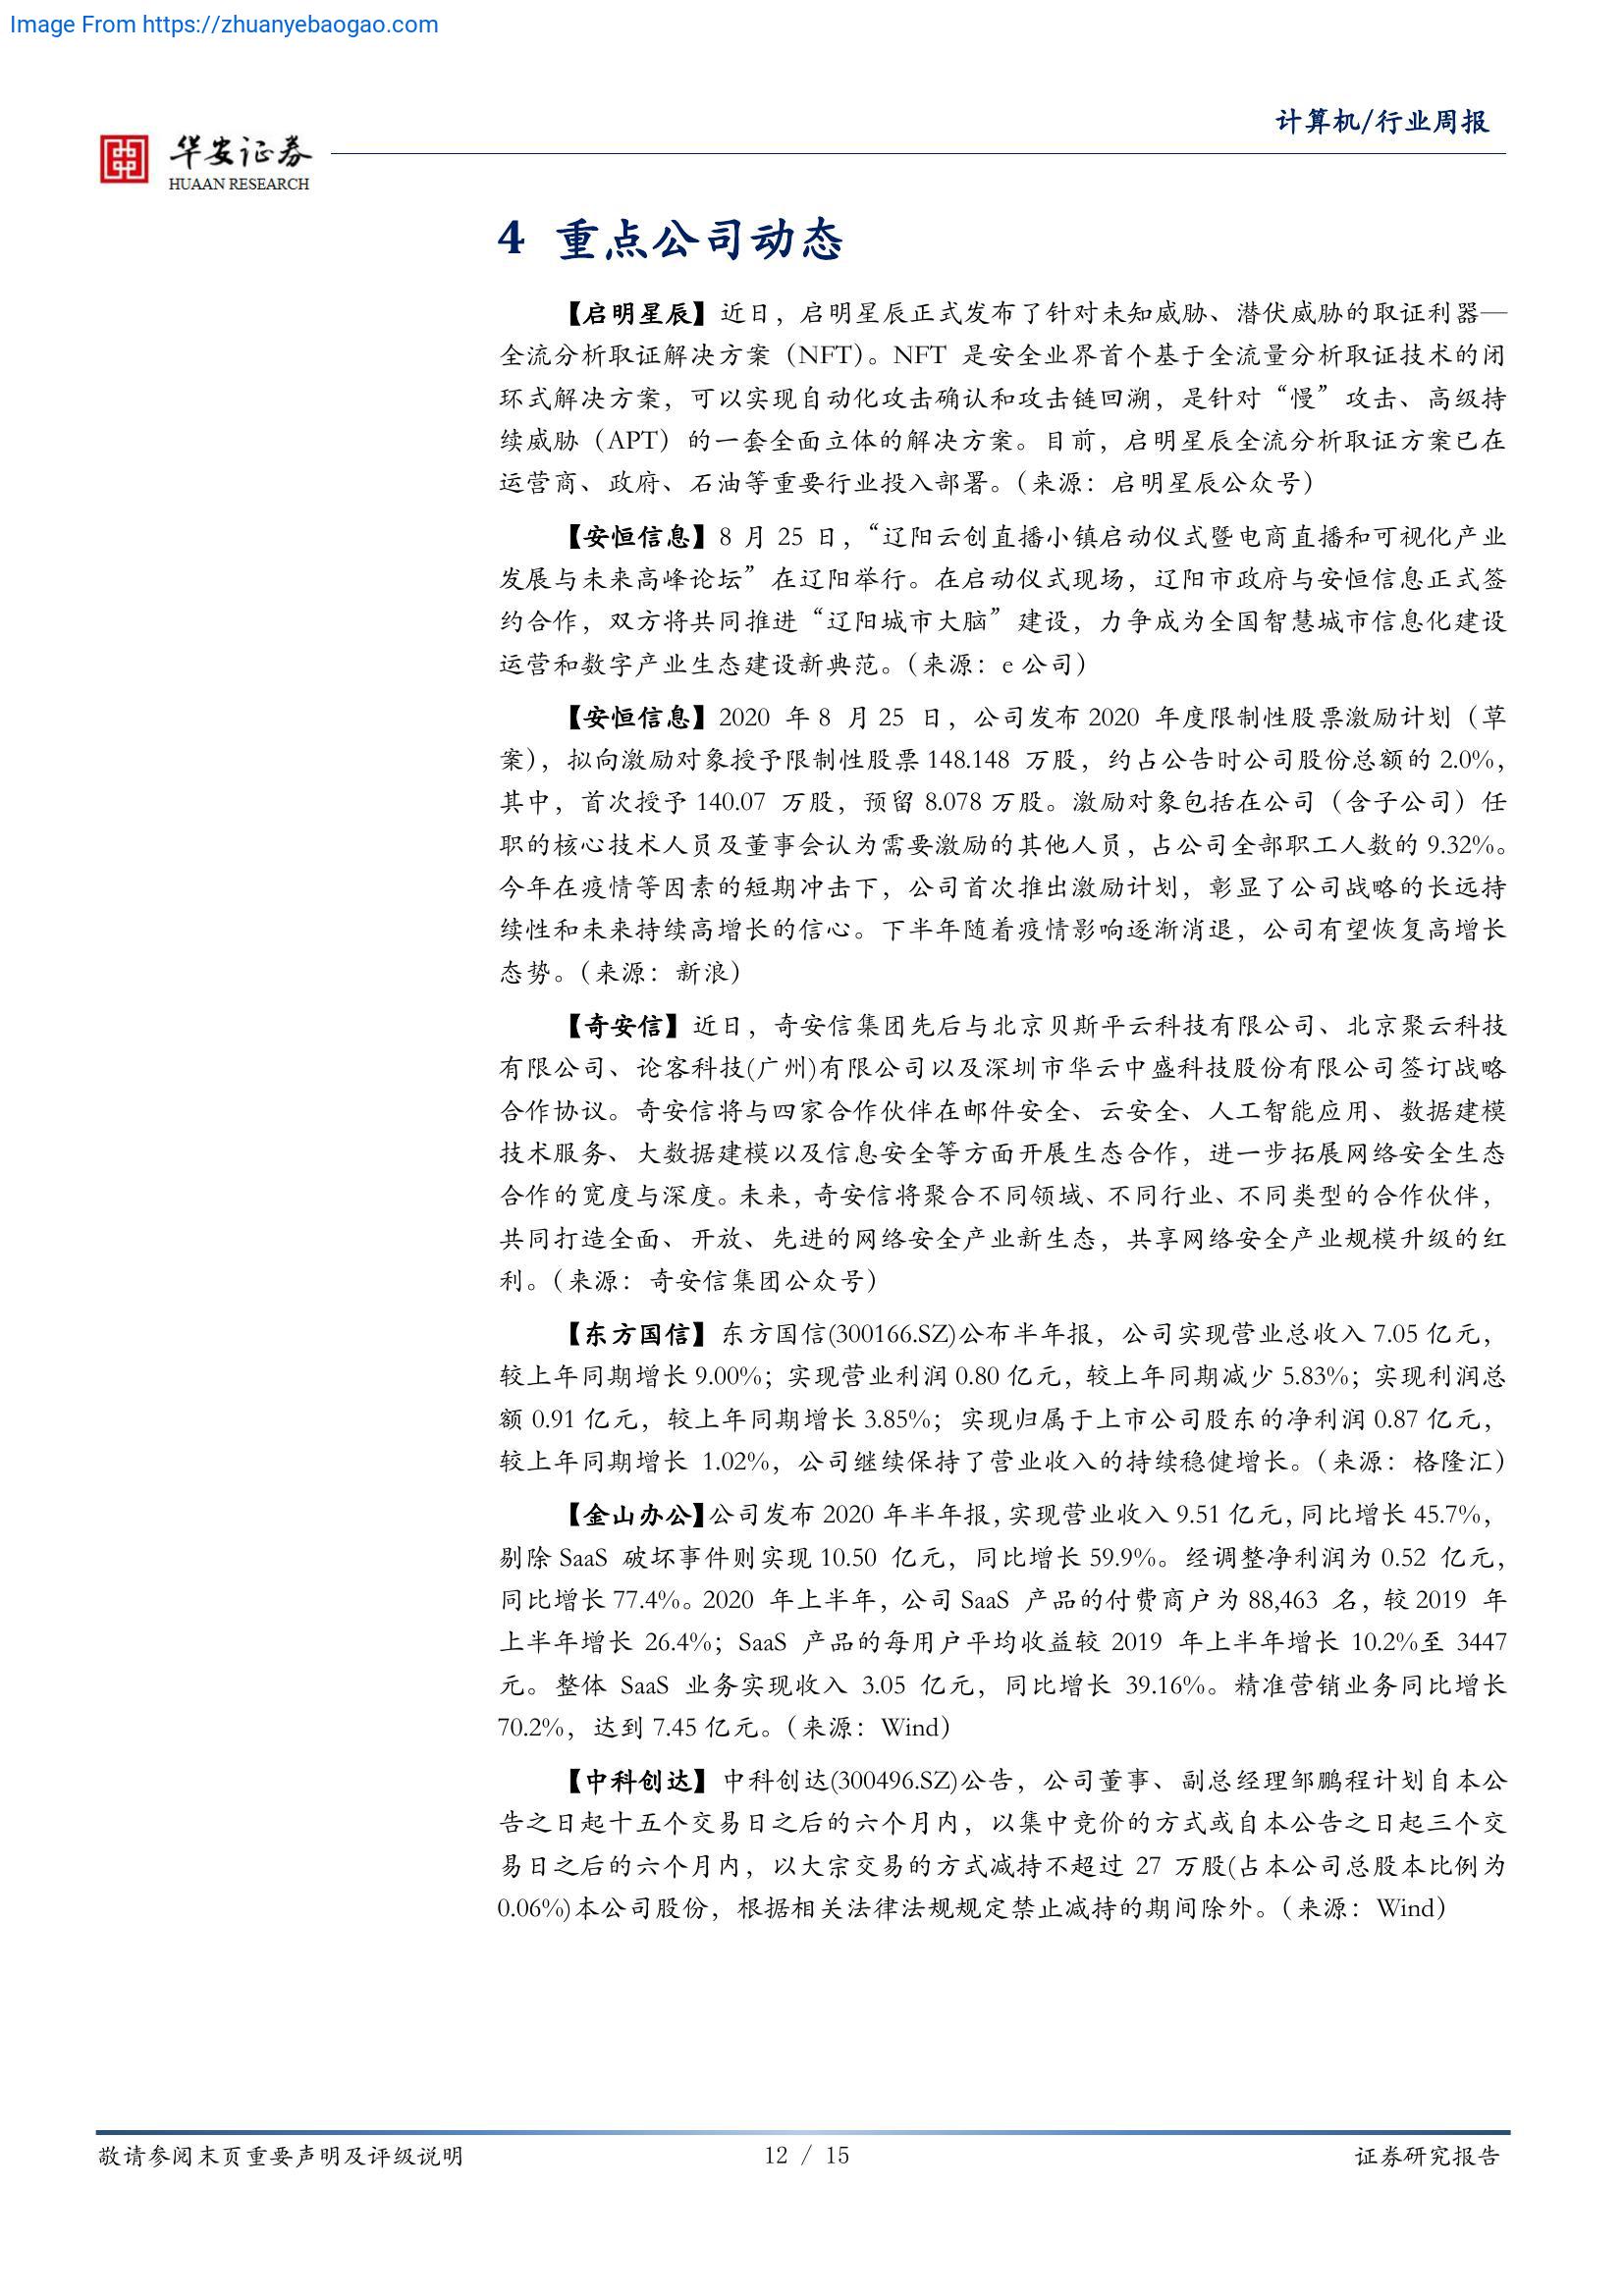 Image From https://zhuanyebaogao.com
计算机/行业周报
华安证券
HUAAN RESEARCH
4 重点公司动态
【启明星辰】近日，启明星辰正式发布了针对未知威胁、潜伏威胁的取证利器—
全流分析取证解决方案（NFT）。NFT 是安全业界首个基于全流量分析取证技术的闭
环式解决方案，可以实现自动化攻击确认和攻击链回溯，是针对“慢”攻击、高级持
续威胁（APT）的一套全面立体的解决方案。目前，启明星辰全流分析取证方案已在
运营商、政府、石油等重要行业投入部署。（来源：启明星辰公众号）
【安恒信息】8 月 25 日，“辽阳云创直播小镇启动仪式暨电商直播和可视化产业
发展与未来高峰论坛”在辽阳举行。在启动仪式现场，辽阳市政府与安恒信息正式签
约合作，双方将共同推进“辽阳城市大脑”建设，力争成为全国智慧城市信息化建设
运营和数字产业生态建设新典范。（来源：e 公司）
【安恒信息】2020 年 8 月 25 日，公司发布 2020 年度限制性股票激励计划（草
案），拟向激励对象授予限制性股票 148.148 万股，约占公告时公司股份总额的 2.0%，
其中，首次授予 140.07 万股，预留 8.078 万股。激励对象包括在公司（含子公司）任
职的核心技术人员及董事会认为需要激励的其他人员，占公司全部职工人数的 9.32%。
今年在疫情等因素的短期冲击下，公司首次推出激励计划，彰显了公司战略的长远持
续性和未来持续高增长的信心。下半年随着疫情影响逐渐消退，公司有望恢复高增长
态势。（来源：新浪）
【奇安信】近日，奇安信集团先后与北京贝斯平云科技有限公司、北京聚云科技
有限公司、论客科技(广州)有限公司以及深圳市华云中盛科技股份有限公司签订战略
合作协议。奇安信将与四家合作伙伴在邮件安全、云安全、人工智能应用、数据建模
技术服务、大数据建模以及信息安全等方面开展生态合作，进一步拓展网络安全生态
合作的宽度与深度。未来，奇安信将聚合不同领域、不同行业、不同类型的合作伙伴，
共同打造全面、开放、先进的网络安全产业新生态，共享网络安全产业规模升级的红
利。（来源：奇安信集团公众号）
【东方国信】东方国信(300166.SZ)公布半年报，公司实现营业总收入 7.05 亿元，
较上年同期增长 9.00%；实现营业利润 0.80 亿元，较上年同期减少 5.83%；实现利润总
额 0.91 亿元，较上年同期增长 3.85%；实现归属于上市公司股东的净利润 0.87 亿元，
较上年同期增长 1.02%，公司继续保持了营业收入的持续稳健增长。（来源：格隆汇）
【金山办公】公司发布 2020 年半年报，实现营业收入 9.51 亿元，同比增长 45.7%，
剔除 SaaS 破坏事件则实现 10.50 亿元，同比增长 59.9%。经调整净利润为 0.52 亿元，
同比增长 77.4%。2020 年上半年，公司 SaaS 产品的付费商户为 88,463 名，较 2019 年
上半年增长 26.4%；SaaS 产品的每用户平均收益较 2019 年上半年增长 10.2%至 3447
元。整体 SaaS 业务实现收入 3.05 亿元，同比增长 39.16%。精准营销业务同比增长
70.2%，达到 7.45 亿元。（来源：Wind）
【中科创达】中科创达(300496.SZ)公告，公司董事、副总经理邹鹏程计划自本公
告之日起十五个交易日之后的六个月内，以集中竞价的方式或自本公告之日起三个交
易日之后的六个月内，以大宗交易的方式减持不超过 27 万股(占本公司总股本比例为
0.06%)本公司股份，根据相关法律法规规定禁止减持的期间除外。（来源：Wind）
敬请参阅末页重要声明及评级说明
12 / 15
证券研究报告